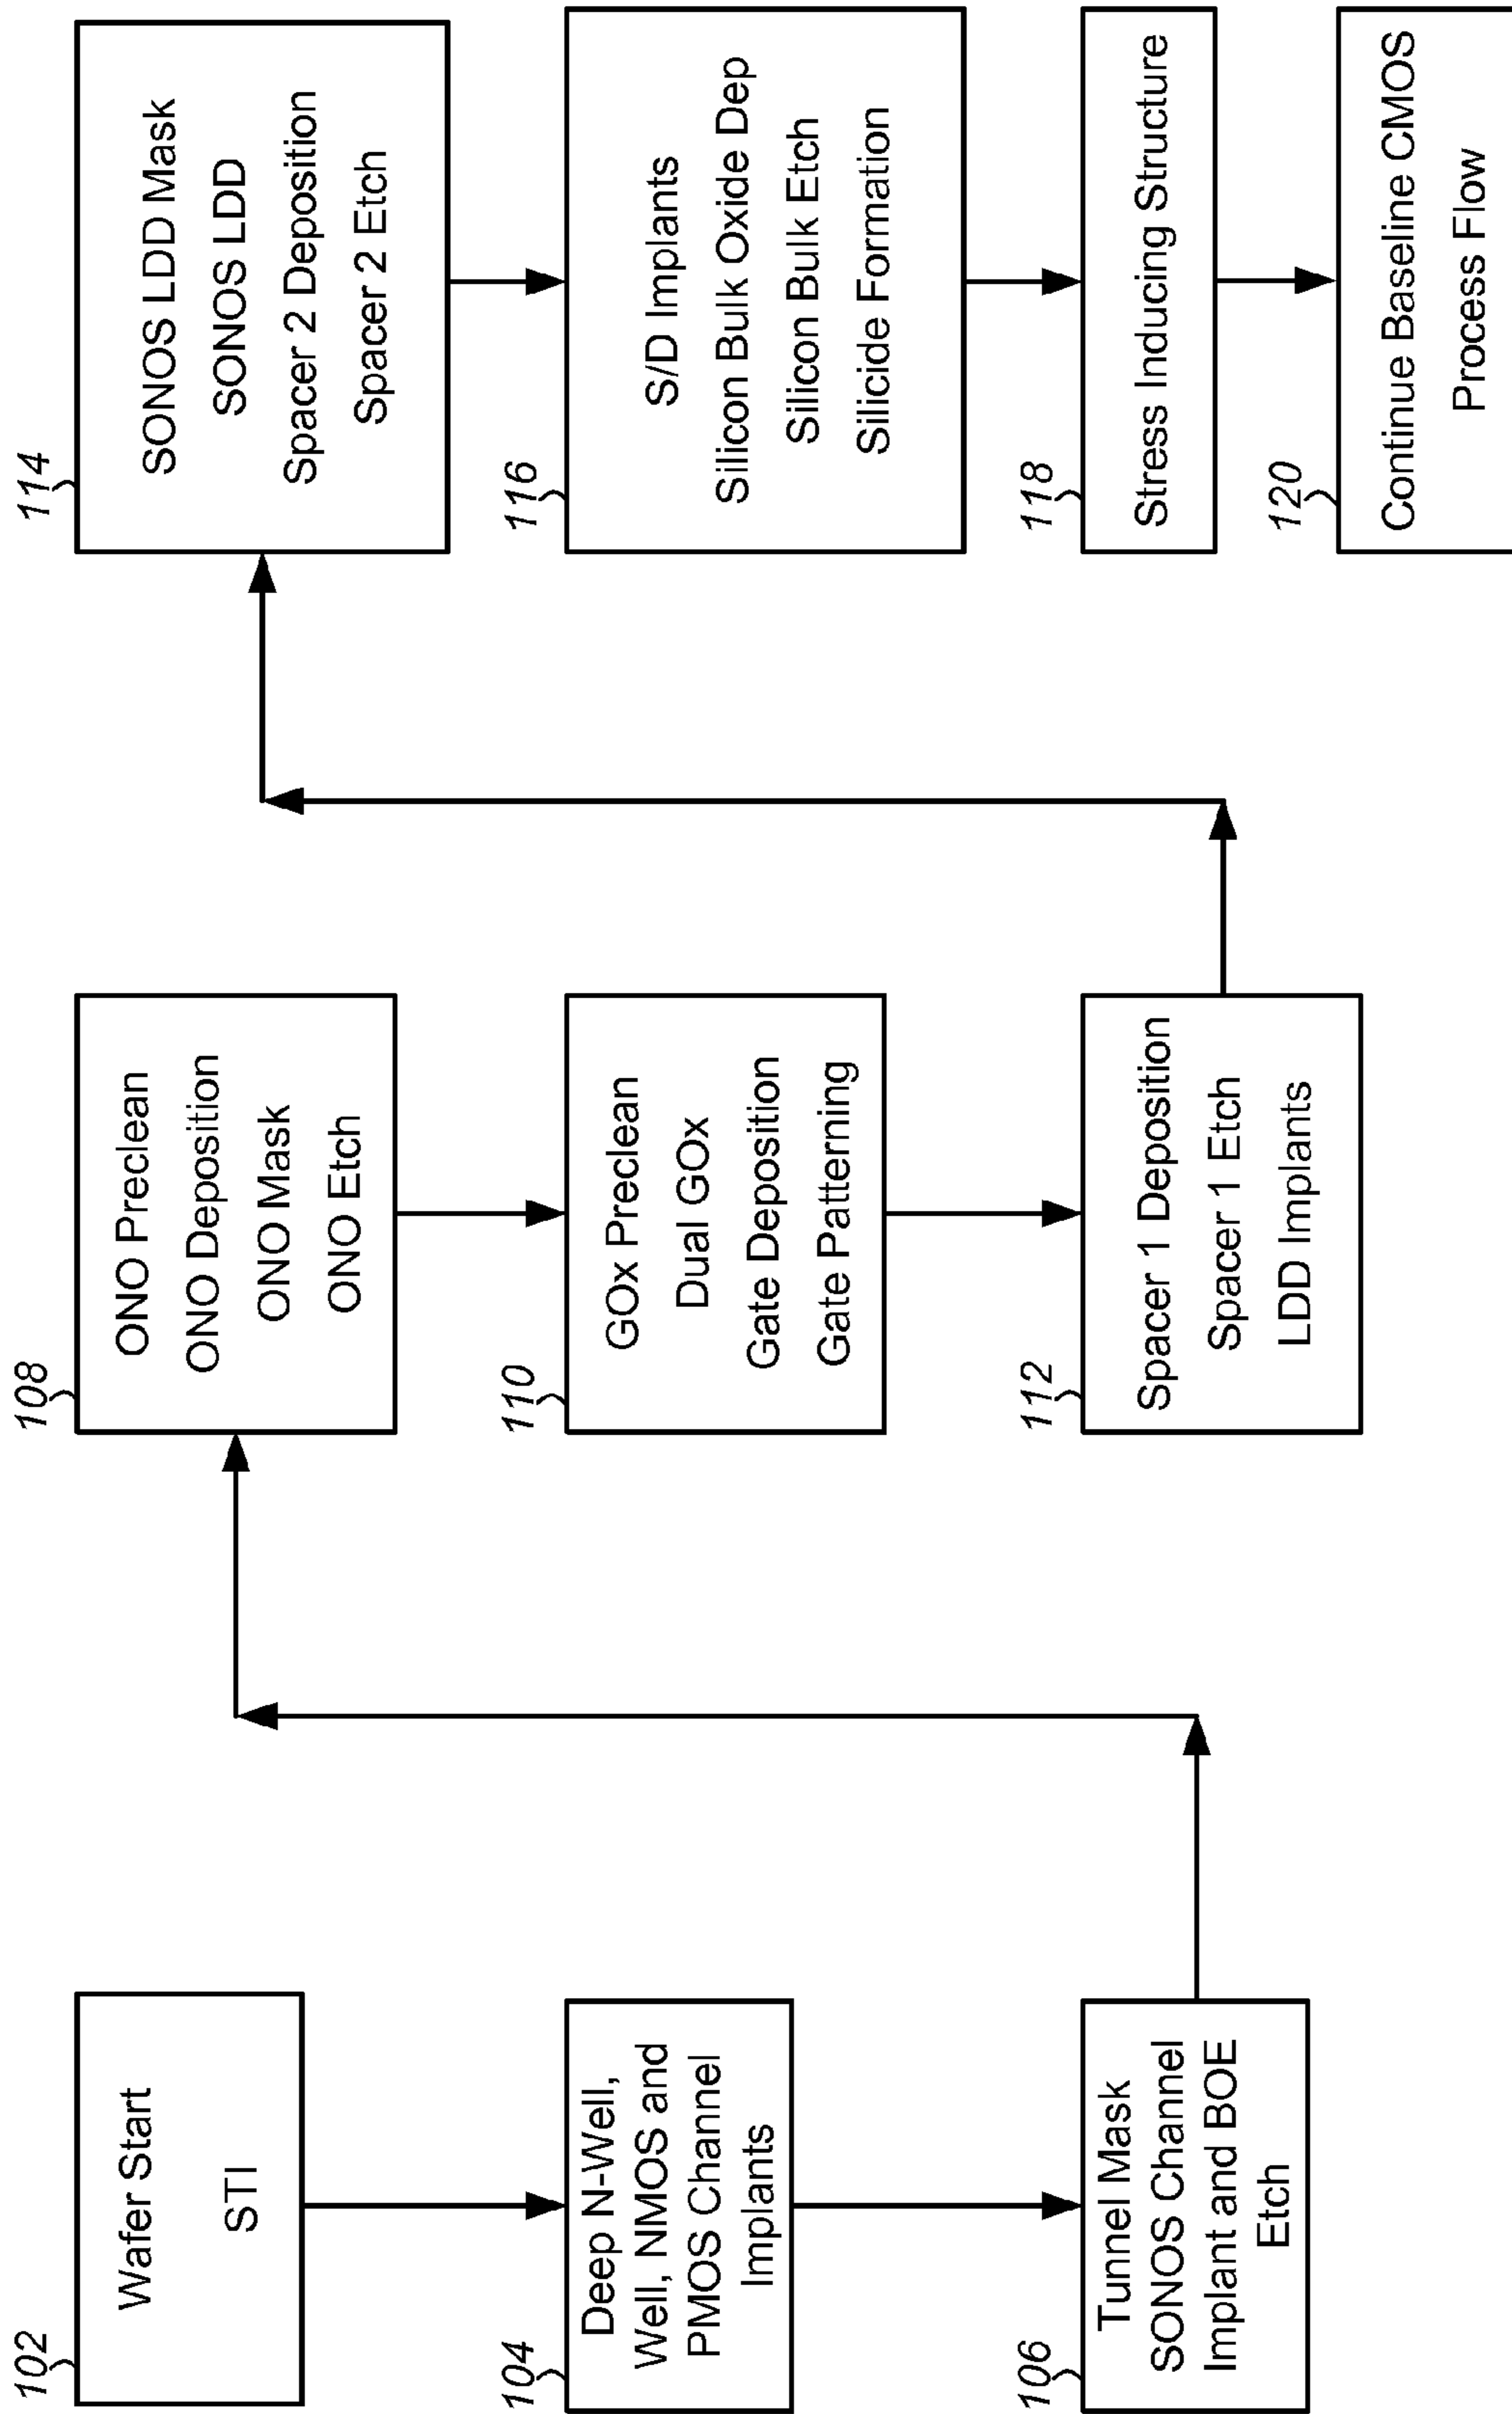 102
Wafer Start
STI
104
Deep N-Well,
Well, NMOS and
PMOS Channel
Implants
106
Tunnel Mask
SONOS Channel
Implant and BOE
Etch
108
ONO Preclean
ONO Deposition
ONO Mask
ONO Etch
110
GOx Preclean
Dual GOx
Gate Deposition
Gate Patterning
112
Spacer 1 Deposition
Spacer 1 Etch
LDD Implants
114
SONOS LDD Mask
SONOS LDD
Spacer 2 Deposition
Spacer 2 Etch
116
S/D Implants
Silicon Bulk Oxide Dep
Silicon Bulk Etch
Silicide Formation
118
Stress Inducing Structure
120
Continue Baseline CMOS
Process Flow